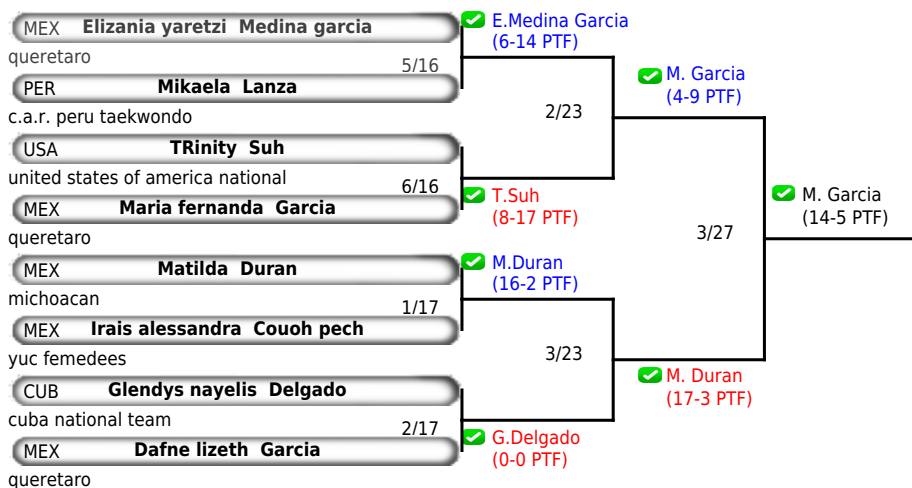 MEX Elizania yaretzi Medina garcia
queretaro
5/16
PER Mikaela Lanza
c.a.r. peru taekwondo
USA TRinity Suh
united states of america national
6/16
MEX Maria fernanda Garcia
queretaro
MEX Matilda Duran
michoacan
1/17
MEX Irais alessandra Couoh pech
yuc femedees
CUB Glendys nayelis Delgado
cuba national team
2/17
MEX Dafne lizeth Garcia
queretaro
E.Medina Garcia
(6-14 PTF)
2/23
T.Suh
(8-17 PTF)
M.Duran
(16-2 PTF)
3/23
G.Delgado
(0-0 PTF)
M. Garcia
(4-9 PTF)
3/27
M. Duran
(17-3 PTF)
M. Garcia
(14-5 PTF)